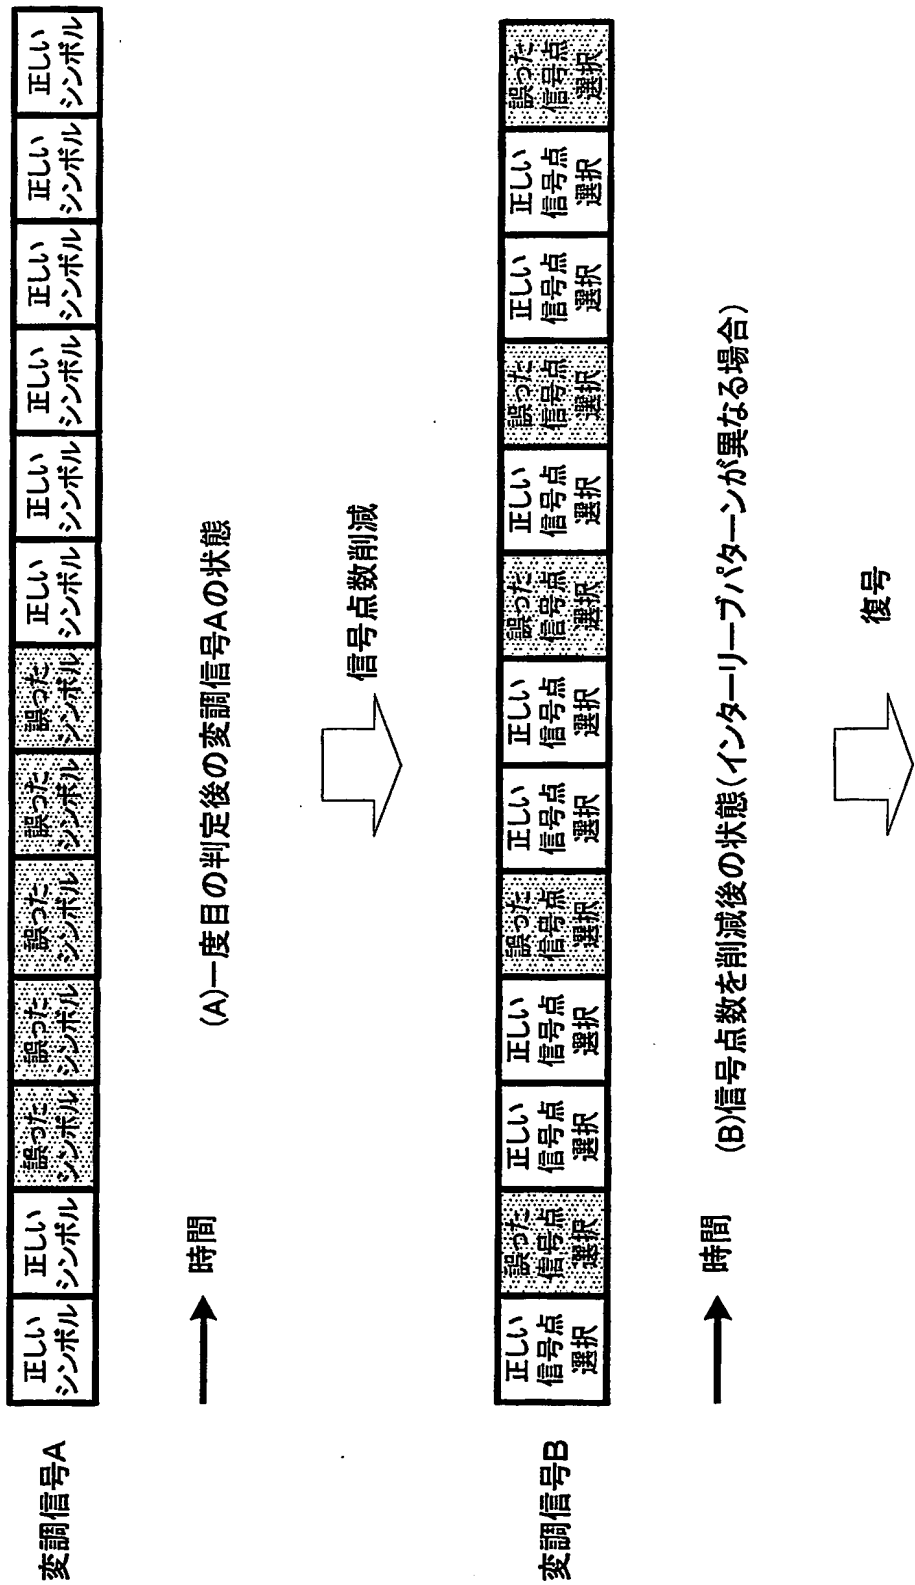 変調信号A
正しい
シンボル
正しい
シンボル
誤った
シンボル
誤った
シンボル
誤った
シンボル
誤った
シンボル
誤った
シンボル
正しい
シンボル
正しい
シンボル
正しい
シンボル
正しい
シンボル
正しい
シンボル
正しい
シンボル
時間
(A)一度目の判定後の変調信号Aの状態
信号点数削減
変調信号B
正しい
信号点
選択
誤った
信号点
選択
正しい
信号点
選択
正しい
信号点
選択
誤った
信号点
選択
正しい
信号点
選択
正しい
信号点
選択
誤った
信号点
選択
正しい
信号点
選択
誤った
信号点
選択
正しい
信号点
選択
正しい
信号点
選択
誤った
信号点
選択
時間
(B)信号点数を削減後の状態(インターリーブパターンが異なる場合)
復号